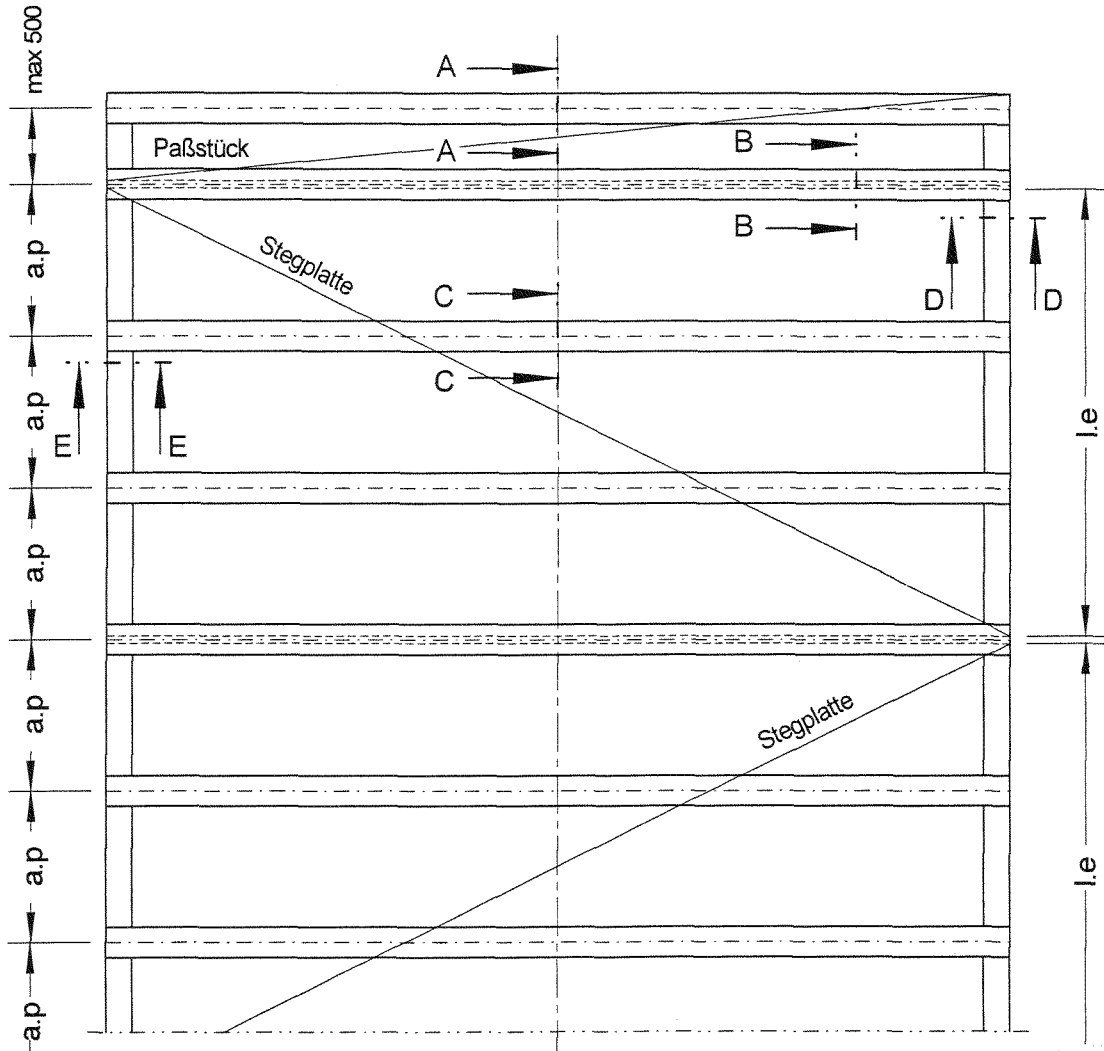 max 500
A
Paßstück
A
B
B
a.p
Stegplatte
C
D
D
a.p
C
E
E
l.e
a.p
a.p
Stegplatte
a.p
l.e
a.p